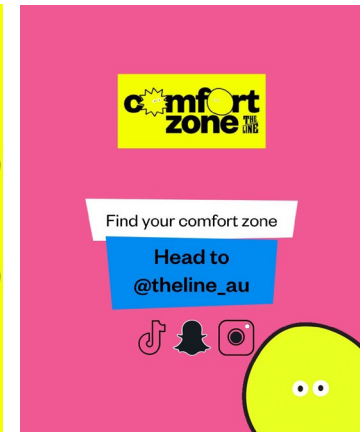 comfort
zone THE
LINE
Find your comfort zone
Head to
@theline_au